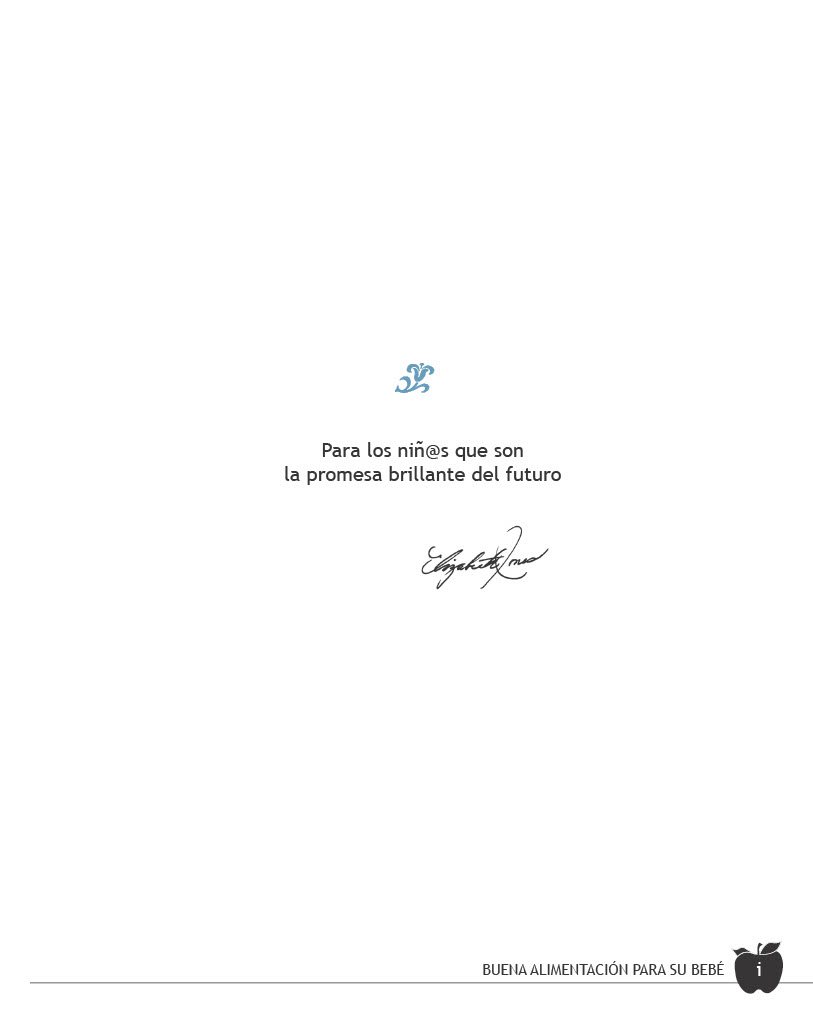 Para los niñ@s que son
la promesa brillante del futuro
Elizabeth Jones
BUENA ALIMENTACIÓN PARA SU BEBÉ i